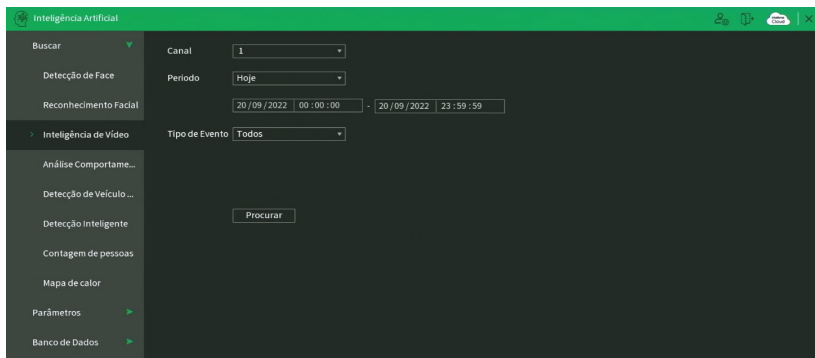 Inteligência Artificial
Cloud
Buscar
Detecção de Face
Reconhecimento Facial
Inteligência de Vídeo
Análise Comportame...
Detecção de Veículo ...
Detecção Inteligente
Contagem de pessoas
Mapa de calor
Parâmetros
Banco de Dados
Canal 1
Periodo Hoje
20/09/2022 00:00:00 - 20/09/2022 23:59:59
Tipo de Evento Todos
Procurar